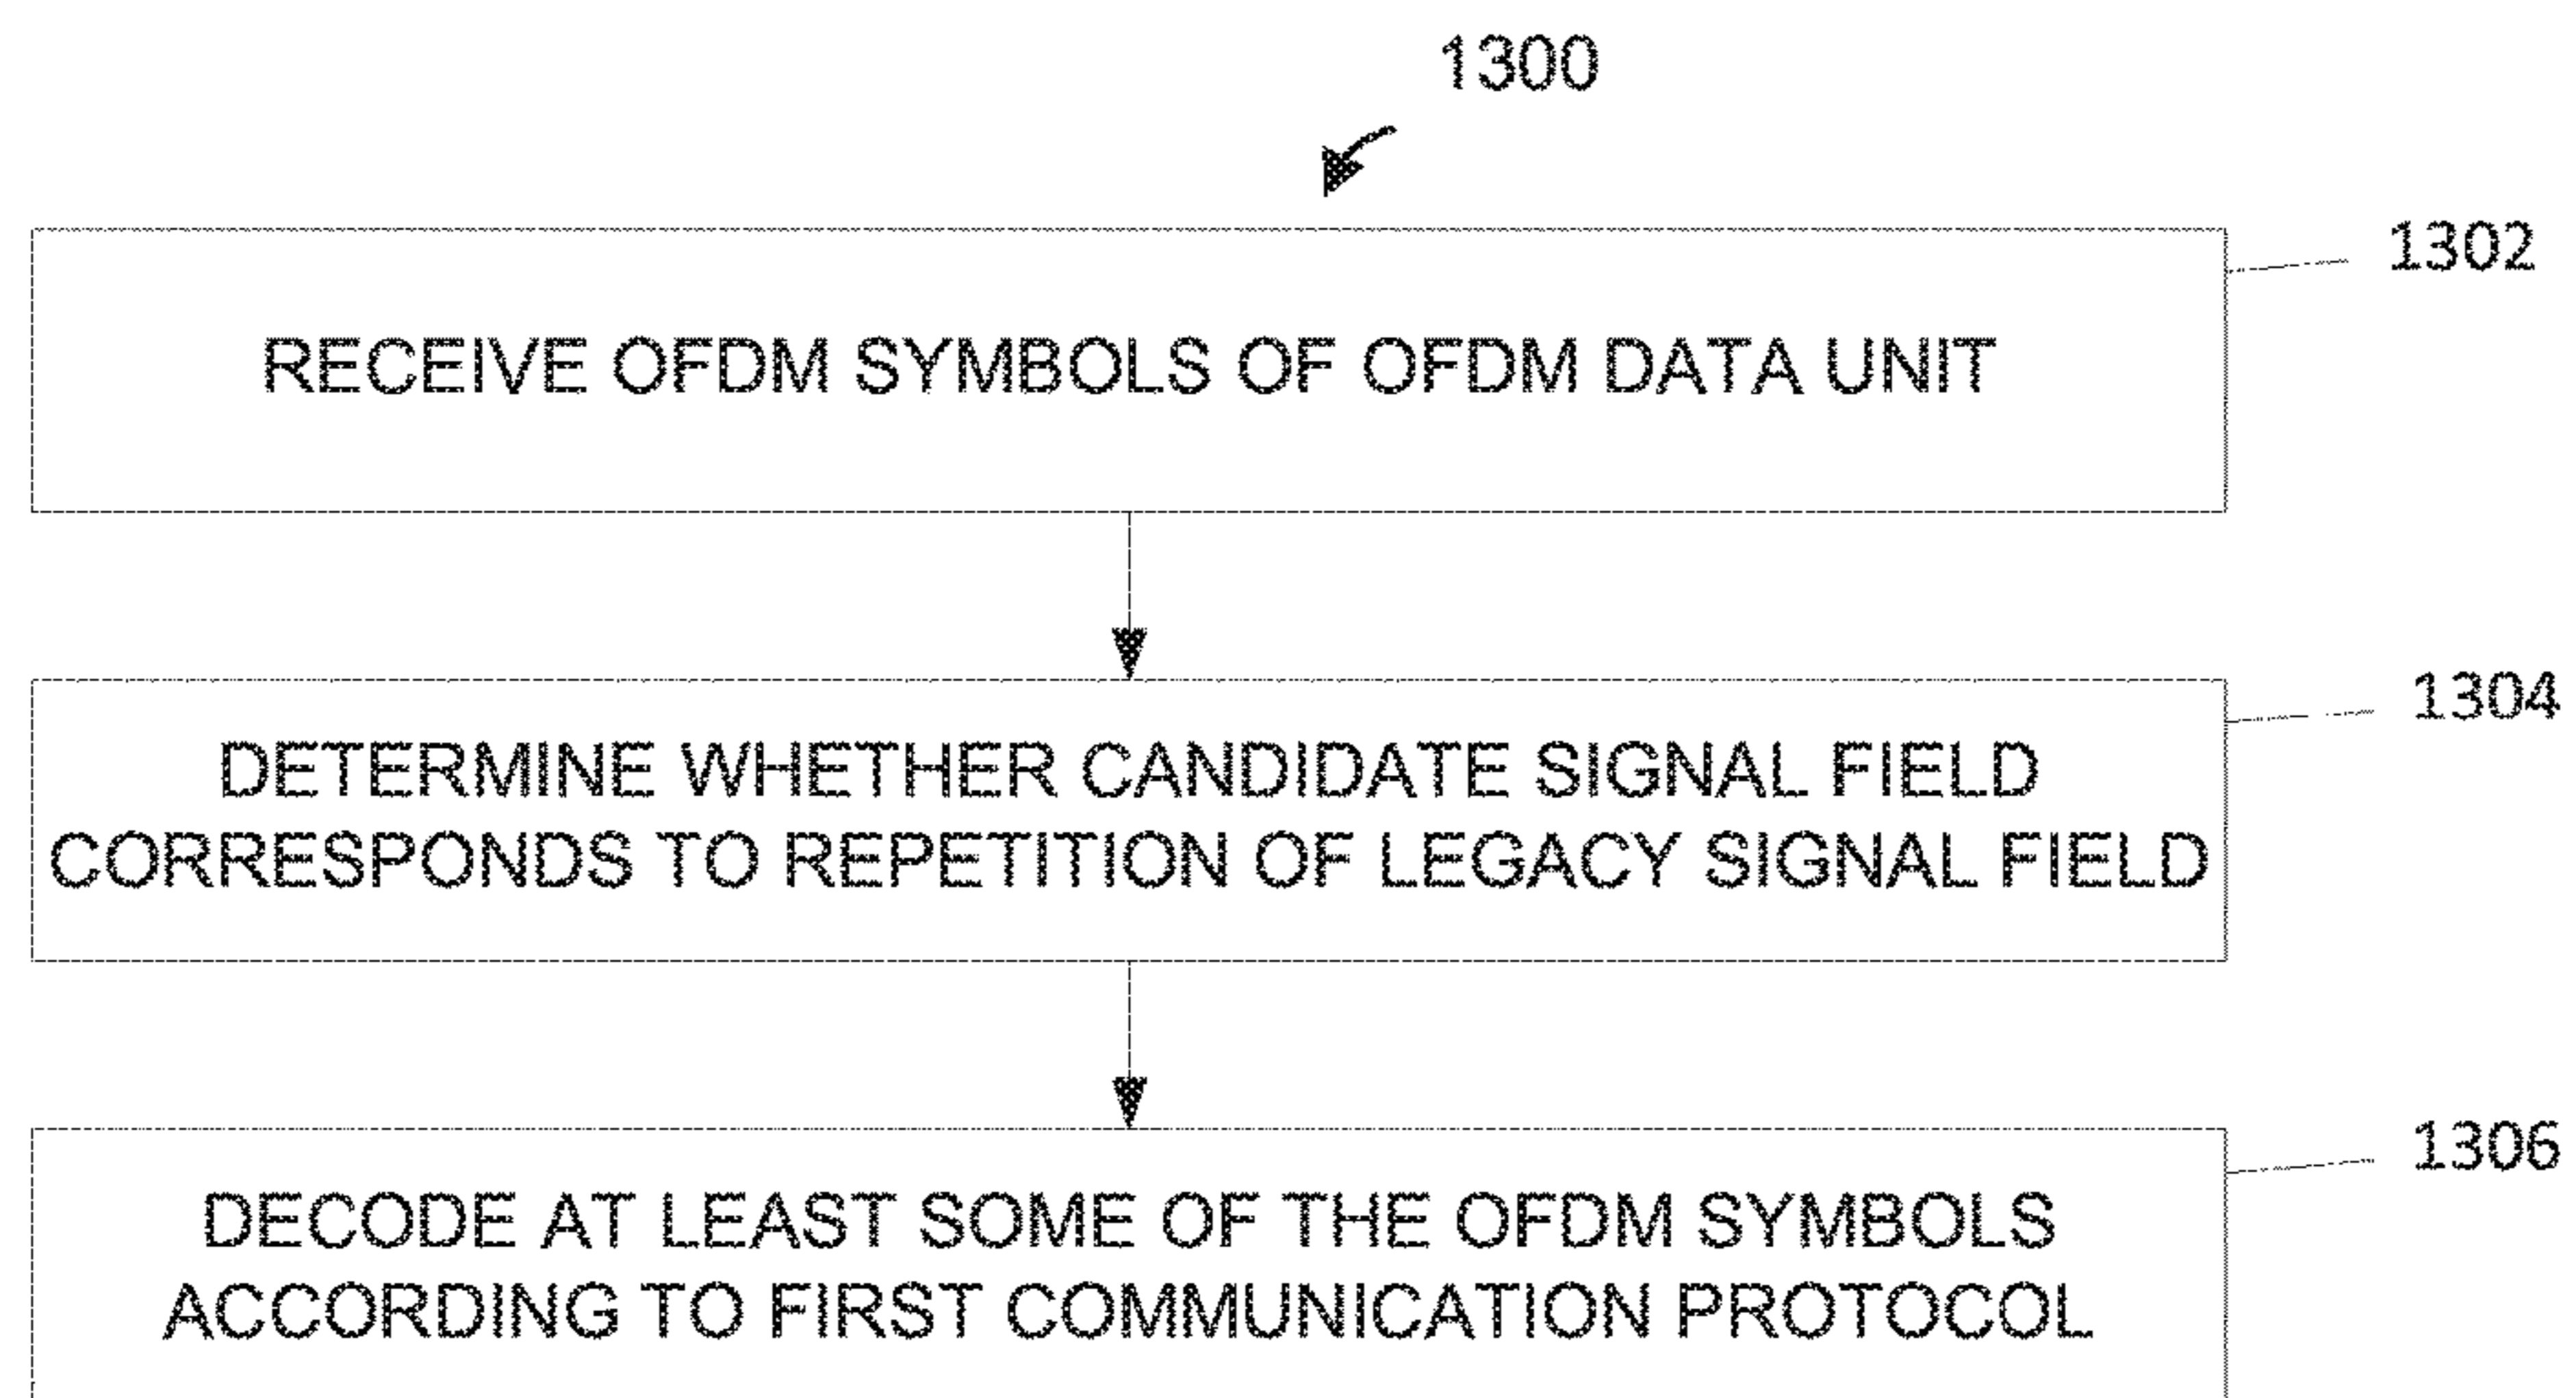 1300
1302
RECEIVE OFDM SYMBOLS OF OFDM DATA UNIT
1304
DETERMINE WHETHER CANDIDATE SIGNAL FIELD
CORRESPONDS TO REPETITION OF LEGACY SIGNAL FIELD
1306
DECODE AT LEAST SOME OF THE OFDM SYMBOLS
ACCORDING TO FIRST COMMUNICATION PROTOCOL